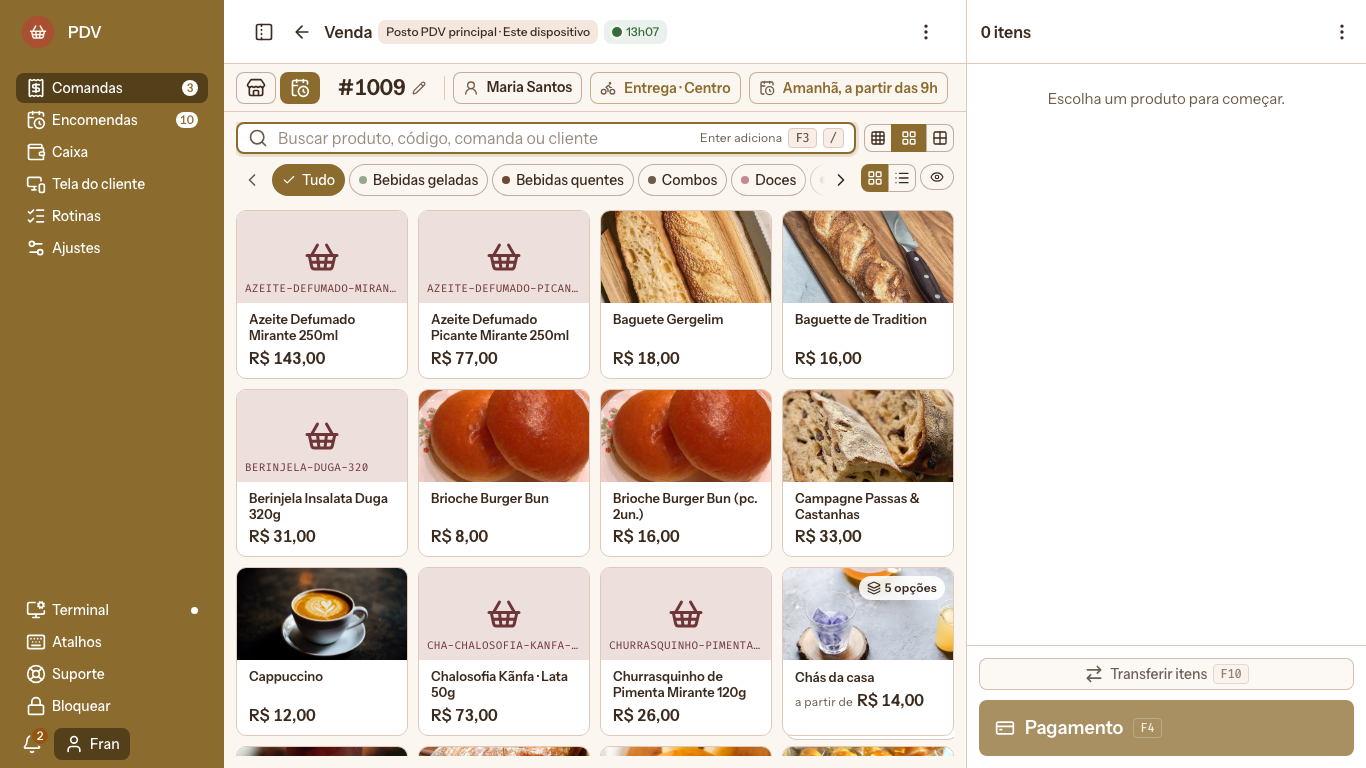 PDV
Comandas 3
Encomendas 10
Caixa
Tela do cliente
Rotinas
Ajustes
Terminal
Atalhos
Suporte
Bloquear
2 Fran
Venda Posto PDV principal · Este dispositivo 13h07
#1009 Maria Santos Entrega · Centro Amanhã, a partir das 9h
Buscar produto, código, comanda ou cliente Enter adiciona F3 /
Tudo Bebidas geladas Bebidas quentes Combos Doces
AZEITE-DEFUMADO-MIRAN…
Azeite Defumado
Mirante 250ml
R$ 143,00
AZEITE-DEFUMADO-PICAN…
Azeite Defumado
Picante Mirante 250ml
R$ 77,00
Baguete Gergelim
R$ 18,00
Baguette de Tradition
R$ 16,00
BERINJELA-DUGA-320
Berinjela Insalata Duga
320g
R$ 31,00
Brioche Burger Bun
R$ 8,00
Brioche Burger Bun (pc.
2un.)
R$ 16,00
Campagne Passas &
Castanhas
R$ 33,00
Cappuccino
R$ 12,00
CHA-CHALOSOFIA-KANFA-…
Chalosofia Kãnfa · Lata
50g
R$ 73,00
CHURRASQUINHO-PIMENTA…
Churrasquinho de
Pimenta Mirante 120g
R$ 26,00
5 opções
Chás da casa
a partir de R$ 14,00
0 itens
Escolha um produto para começar.
Transferir itens F10
Pagamento F4